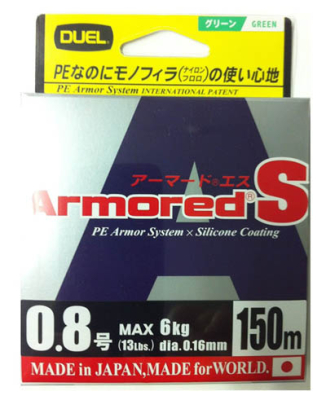 グリーン GREEN
DUEL®
PEなのにモノフィラ(ナイロン フロロ)の使い心地
PE Armor System INTERNATIONAL PATENT
アーマード®エス
Armored®S
PE Armor System × Silicone Coating
0.8号 MAX 6kg (13Lbs.) dia. 0.16mm 150m
MADE in JAPAN, MADE for WORLD.